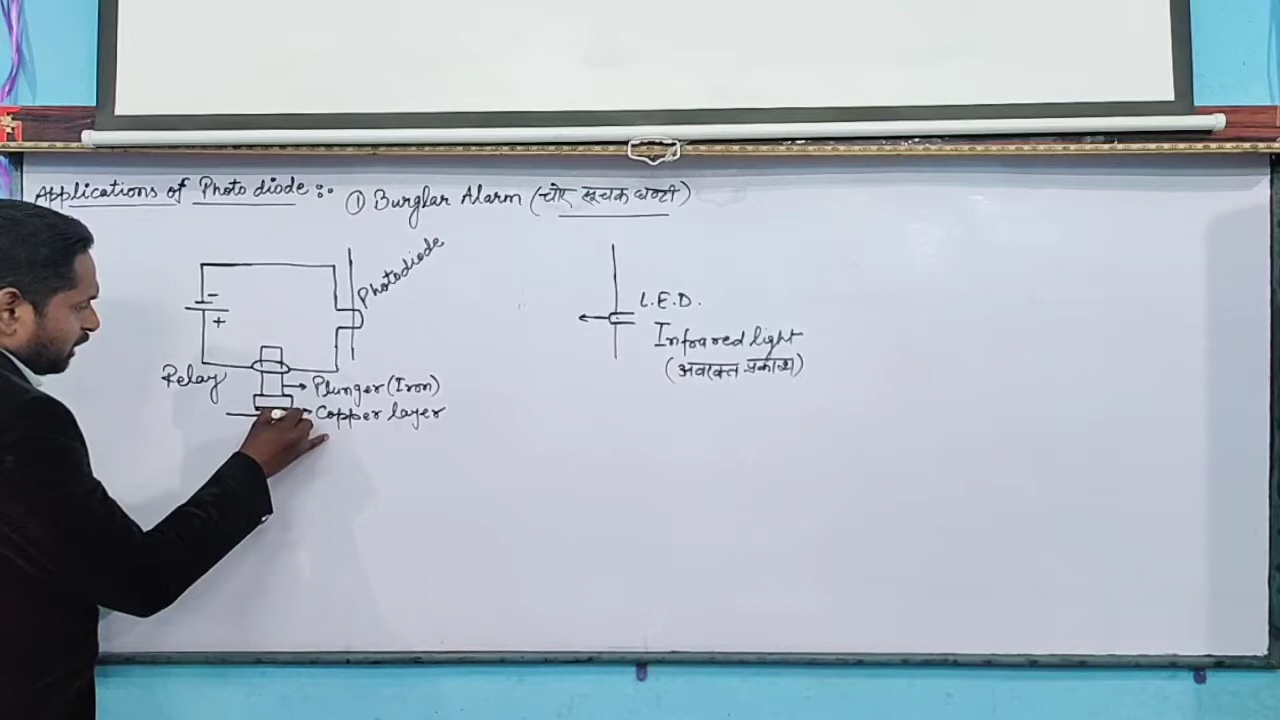 Applications of Photo diode :- ① Burglar Alarm (चोर सूचक घण्टी)
Photodiode
-
+
Relay
Plunger (Iron)
Copper layer
L.E.D.
Infrared light
(अवरक्त प्रकाश)